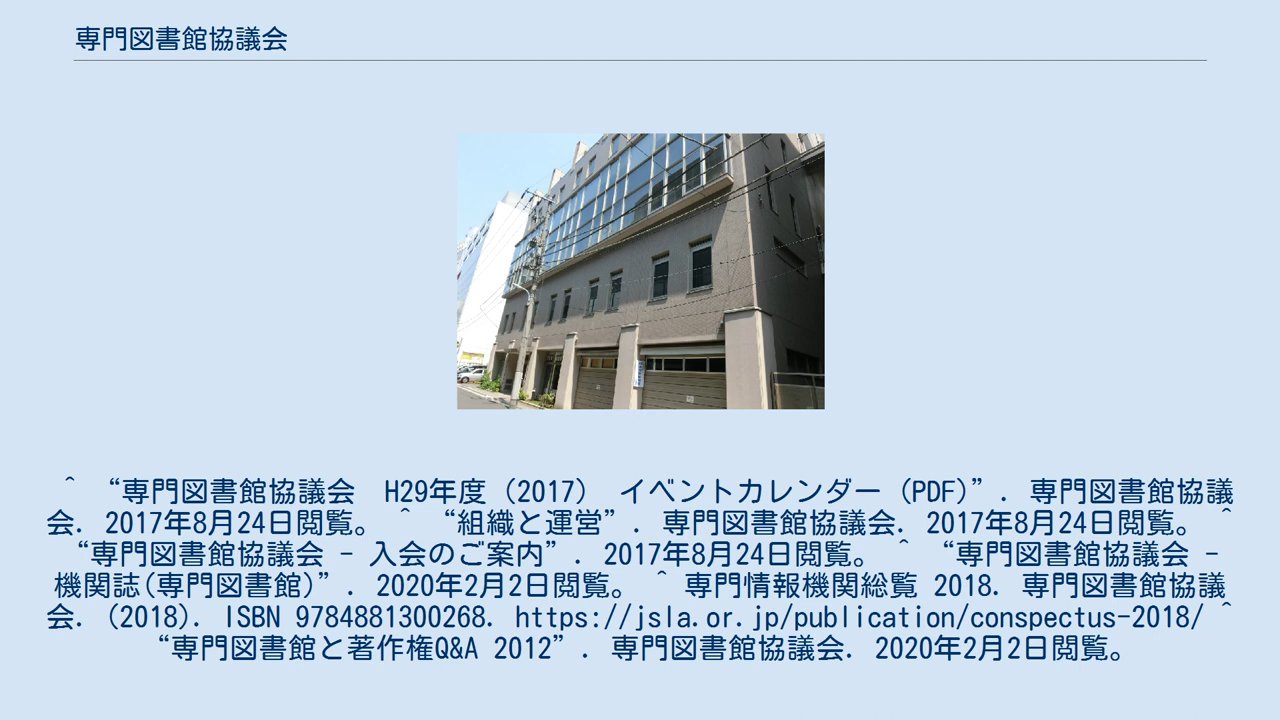 専門図書館協議会
^ “専門図書館協議会　H29年度（2017） イベントカレンダー（PDF）”. 専門図書館協議
会. 2017年8月24日閲覧。 ^ “組織と運営”. 専門図書館協議会. 2017年8月24日閲覧。 ^
“専門図書館協議会 - 入会のご案内”. 2017年8月24日閲覧。 ^ “専門図書館協議会 -
機関誌(専門図書館)”. 2020年2月2日閲覧。 ^ 専門情報機関総覧 2018. 専門図書館協議
会. (2018). ISBN 9784881300268. https://jsla.or.jp/publication/conspectus-2018/ ^
“専門図書館と著作権Q&A 2012”. 専門図書館協議会. 2020年2月2日閲覧。